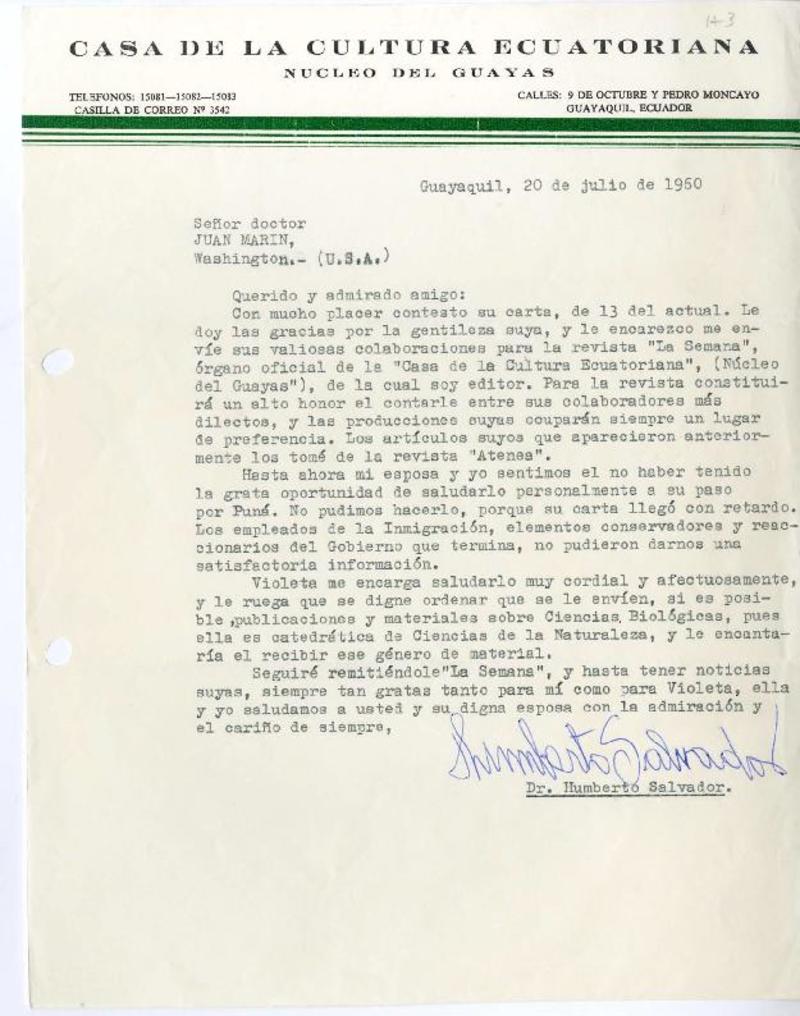 H-3
CASA DE LA CULTURA ECUATORIANA
NUCLEO DEL GUAYAS
TELEFONOS: 15081—15082—15083
CASILLA DE CORREO Nº 3542
CALLES: 9 DE OCTUBRE Y PEDRO MONCAYO
GUAYAQUIL, ECUADOR
Guayaquil, 20 de julio de 1960
Señor doctor
JUAN MARIN,
Washington.- (U.S.A.)
Querido y admirado amigo:
Con mucho placer contesto su carta, de 13 del actual. Le
doy las gracias por la gentileza suya, y le encarezco me en-
víe sus valiosas colaboraciones para la revista "La Semana",
órgano oficial de la "Casa de la Cultura Ecuatoriana", (Núcleo
del Guayas"), de la cual soy editor. Para la revista constitui-
rá un alto honor el contarle entre sus colaboradores más
dilectos, y las producciones suyas ocuparán siempre un lugar
de preferencia. Los artículos suyos que aparecieron anterior-
mente los tomé de la revista "Atenea".
Hasta ahora mi esposa y yo sentimos el no haber tenido
la grata oportunidad de saludarlo personalmente a su paso
por Puná. No pudimos hacerlo, porque su carta llegó con retardo.
Los empleados de la Inmigración, elementos conservadores y reac-
cionarios del Gobierno que termina, no pudieron darnos una
satisfactoria información.
Violeta me encarga saludarlo muy cordial y afectuosamente,
y le ruega que se digne ordenar que se le envíen, si es posi-
ble ,publicaciones y materiales sobre Ciencias Biológicas, pues
ella es catedrática de Ciencias de la Naturaleza, y le encanta-
ría el recibir ese género de material.
Seguiré remitiéndole"La Semana", y hasta tener noticias
suyas, siempre tan gratas tanto para mí como para Violeta, ella
y yo saludamos a usted y su digna esposa con la admiración y
el cariño de siempre,
Humberto Salvador
Dr. Humberto Salvador.